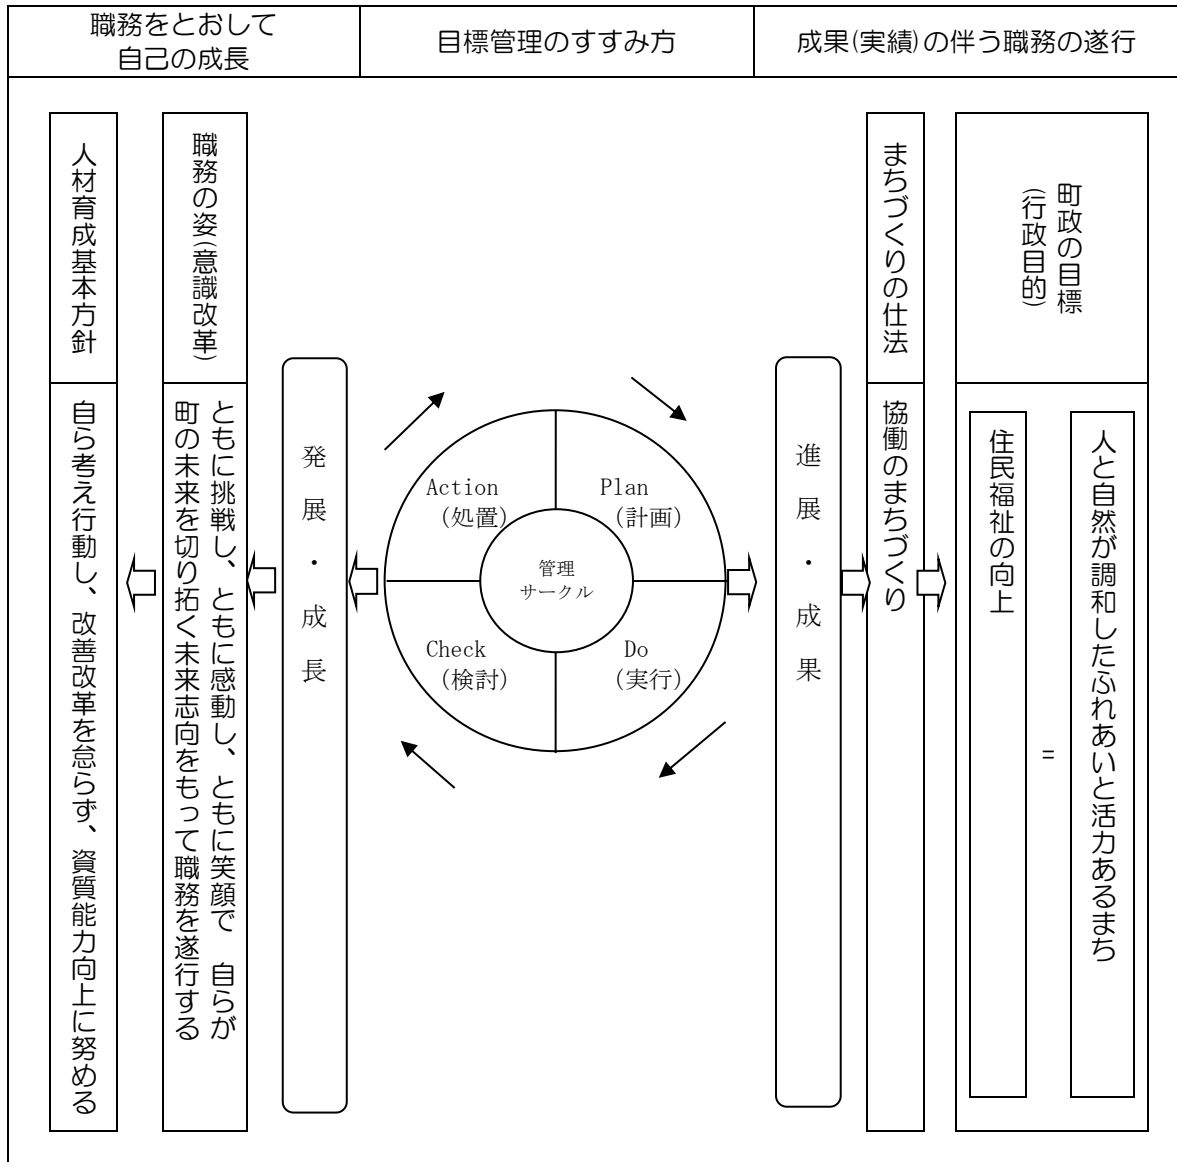 職務をとおして
自己の成長
目標管理のすすみ方
成果(実績)の伴う職務の遂行
人材育成基本方針
自ら考え行動し、改善改革を怠らず、資質能力向上に努める
職務の姿(意識改革)
ともに挑戦し、ともに感動し、ともに笑顔で 自らが
町の未来を切り拓く未来志向をもって職務を遂行する
発展・成長
Action
(処置)
Plan
(計画)
管理
サークル
Check
(検討)
Do
(実行)
進展・成果
まちづくりの仕法
協働のまちづくり
町政の目標
(行政目的)
住民福祉の向上
=
人と自然が調和したふれあいと活力あるまち